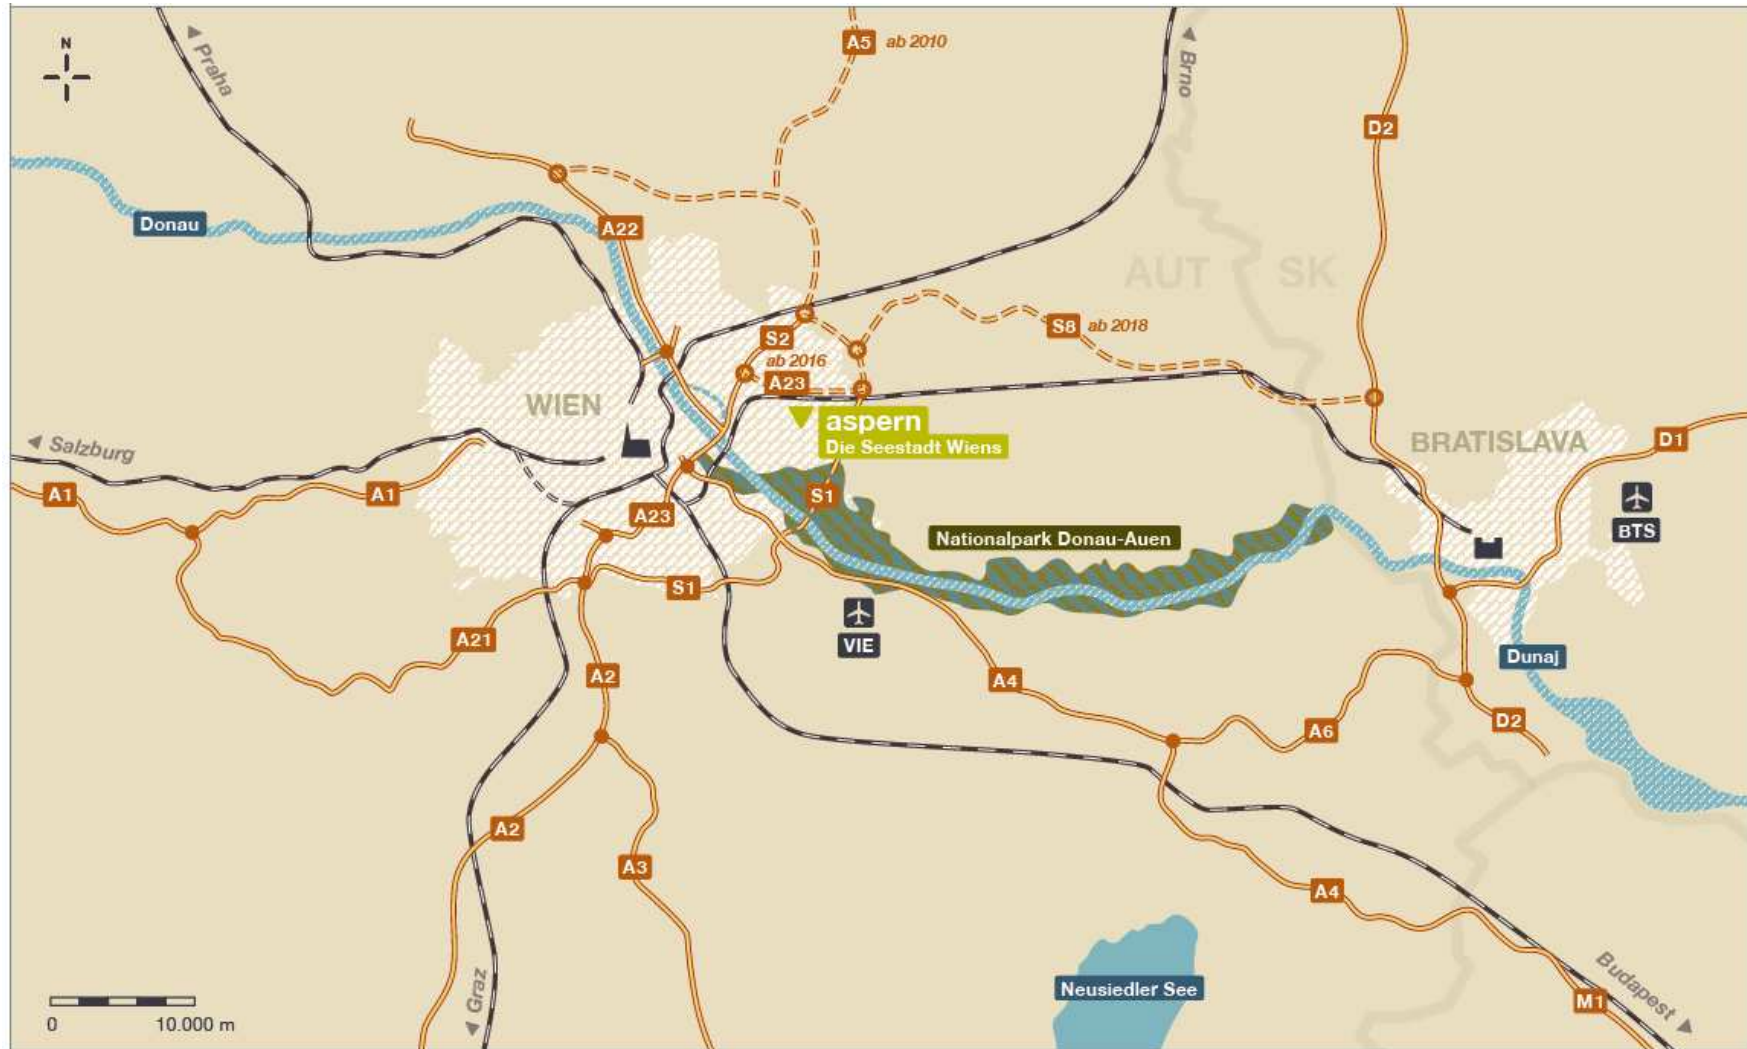 N
Praha
A5 ab 2010
Brno
D2
Donau
A22
AUT SK
S2
S8 ab 2018
ab 2016
A23
WIEN
aspern
Die Seestadt Wiens
BRATISLAVA
D1
Salzburg
A1
A1
S1
A23
BTS
Nationalpark Donau-Auen
S1
A21
VIE
Dunaj
A2
A4
D2
A6
A2
A3
A4
Graz
Neusiedler See
Budapest
M1
0 10.000 m